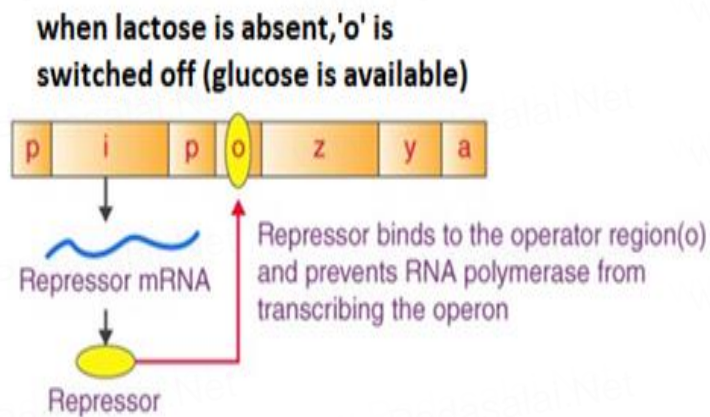 when lactose is absent,'o' is
switched off (glucose is available)
p i p o z y a
Repressor mRNA
Repressor
Repressor binds to the operator region(o)
and prevents RNA polymerase from
transcribing the operon